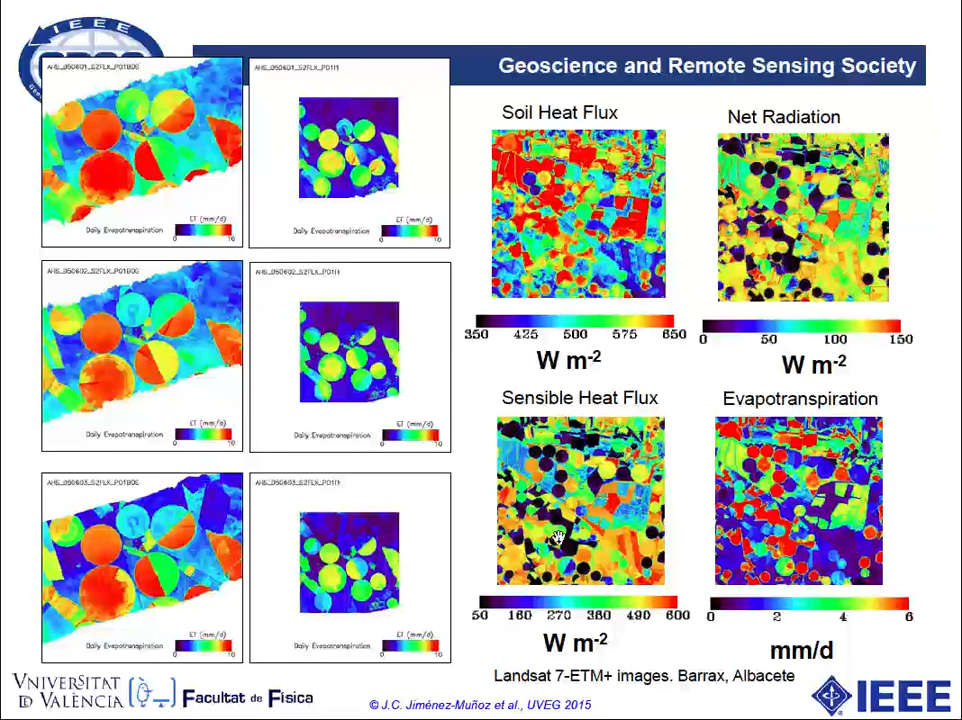 IEEE
Geoscience and Remote Sensing Society
AHS_050601_S2FLX_P01BD6
AHS_050601_S2FLX_P01I1
ET (mm/d)
Daily Evapotranspiration
0 10
ET (mm/d)
Daily Evapotranspiration
0 10
AHS_050602_S2FLX_P01BD6
AHS_050602_S2FLX_P01I1
ET (mm/d)
Daily Evapotranspiration
0 10
ET (mm/d)
Daily Evapotranspiration
0 10
AHS_050603_S2FLX_P01BD6
AHS_050603_S2FLX_P01I1
ET (mm/d)
Daily Evapotranspiration
0 10
ET (mm/d)
Daily Evapotranspiration
0 10
Soil Heat Flux
350 425 500 575 650
W m-2
Net Radiation
0 50 100 150
W m-2
Sensible Heat Flux
50 160 270 380 490 600
W m-2
Evapotranspiration
0 2 4 6
mm/d
Landsat 7-ETM+ images. Barrax, Albacete
VNIVERSITAT
D VALÈNCIA
Facultat de Física
© J.C. Jiménez-Muñoz et al., UVEG 2015
IEEE